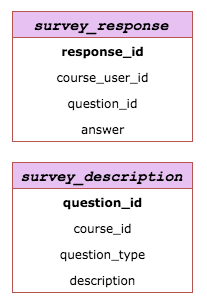 survey_response
response_id
course_user_id
question_id
answer
survey_description
question_id
course_id
question_type
description